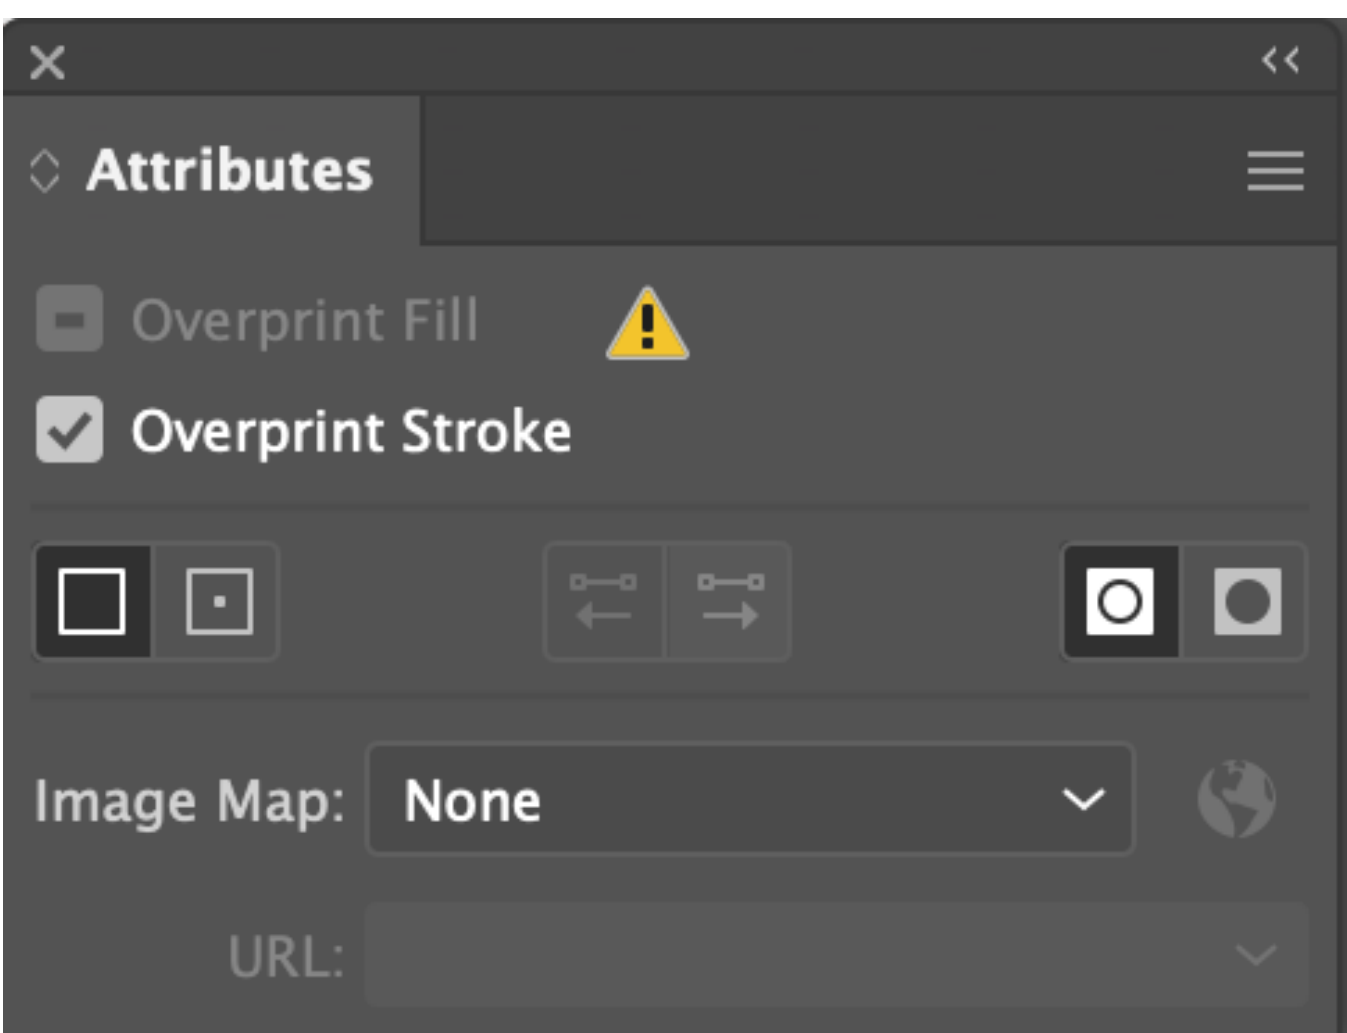 Attributes
Overprint Fill
Overprint Stroke
Image Map: None
URL: